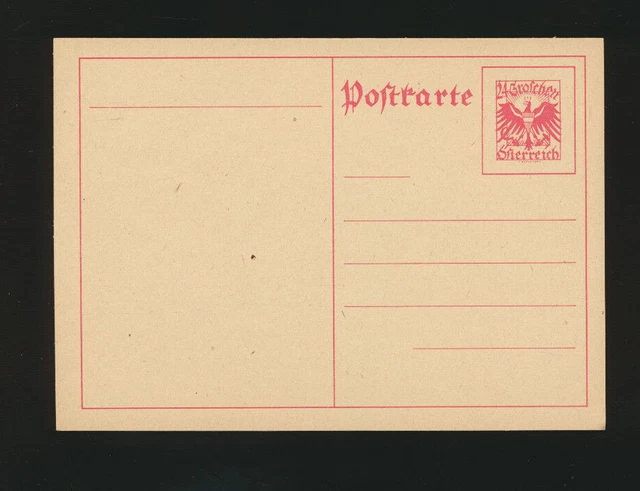 Postkarte
24 Groschen
Österreich